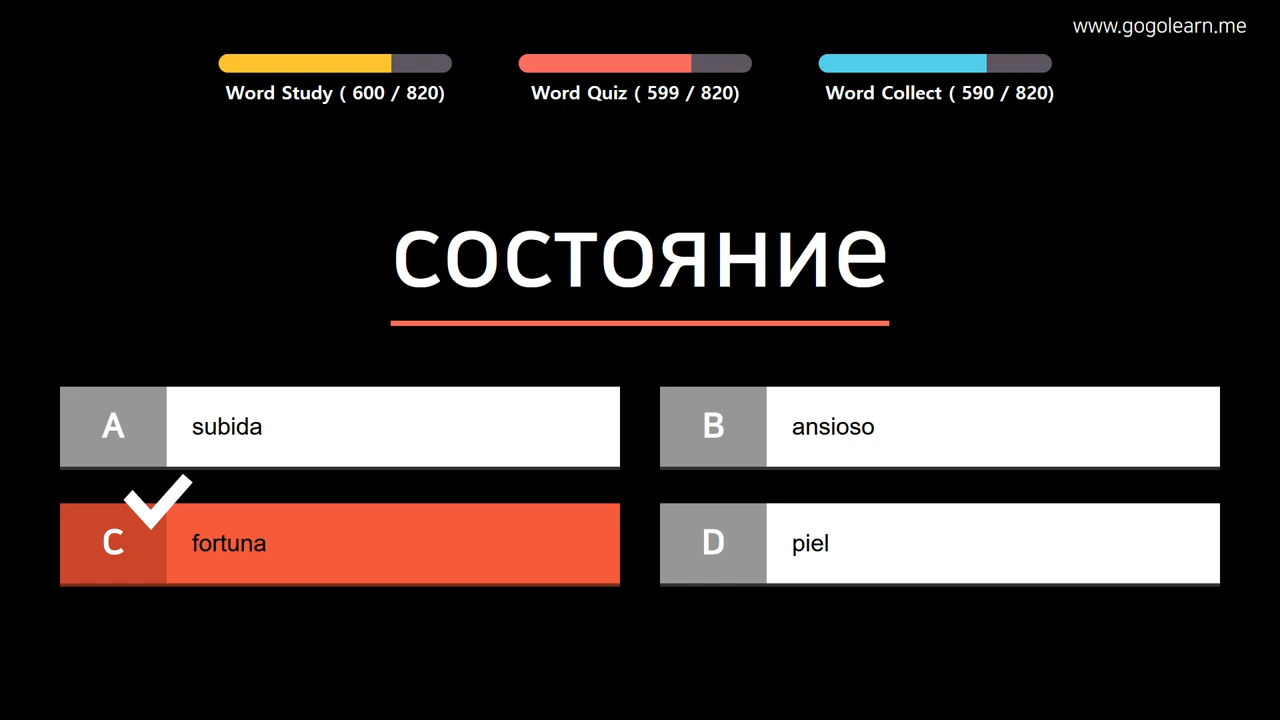 www.gogolearn.me
Word Study ( 600 / 820)
Word Quiz ( 599 / 820)
Word Collect ( 590 / 820)
состояние
A
subida
B
ansioso
C
fortuna
D
piel